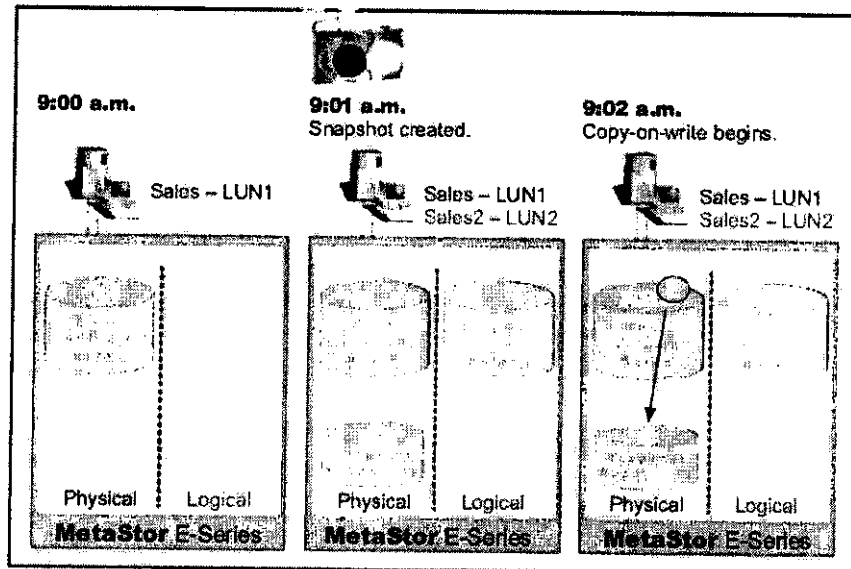 9:00 a.m.
Sales – LUN1
Physical
Logical
MetaStor E-Series
9:01 a.m.
Snapshot created.
Sales – LUN1
Sales2 – LUN2
Physical
Logical
MetaStor E-Series
9:02 a.m.
Copy-on-write begins.
Sales – LUN1
Sales2 – LUN2
Physical
Logical
MetaStor E-Series